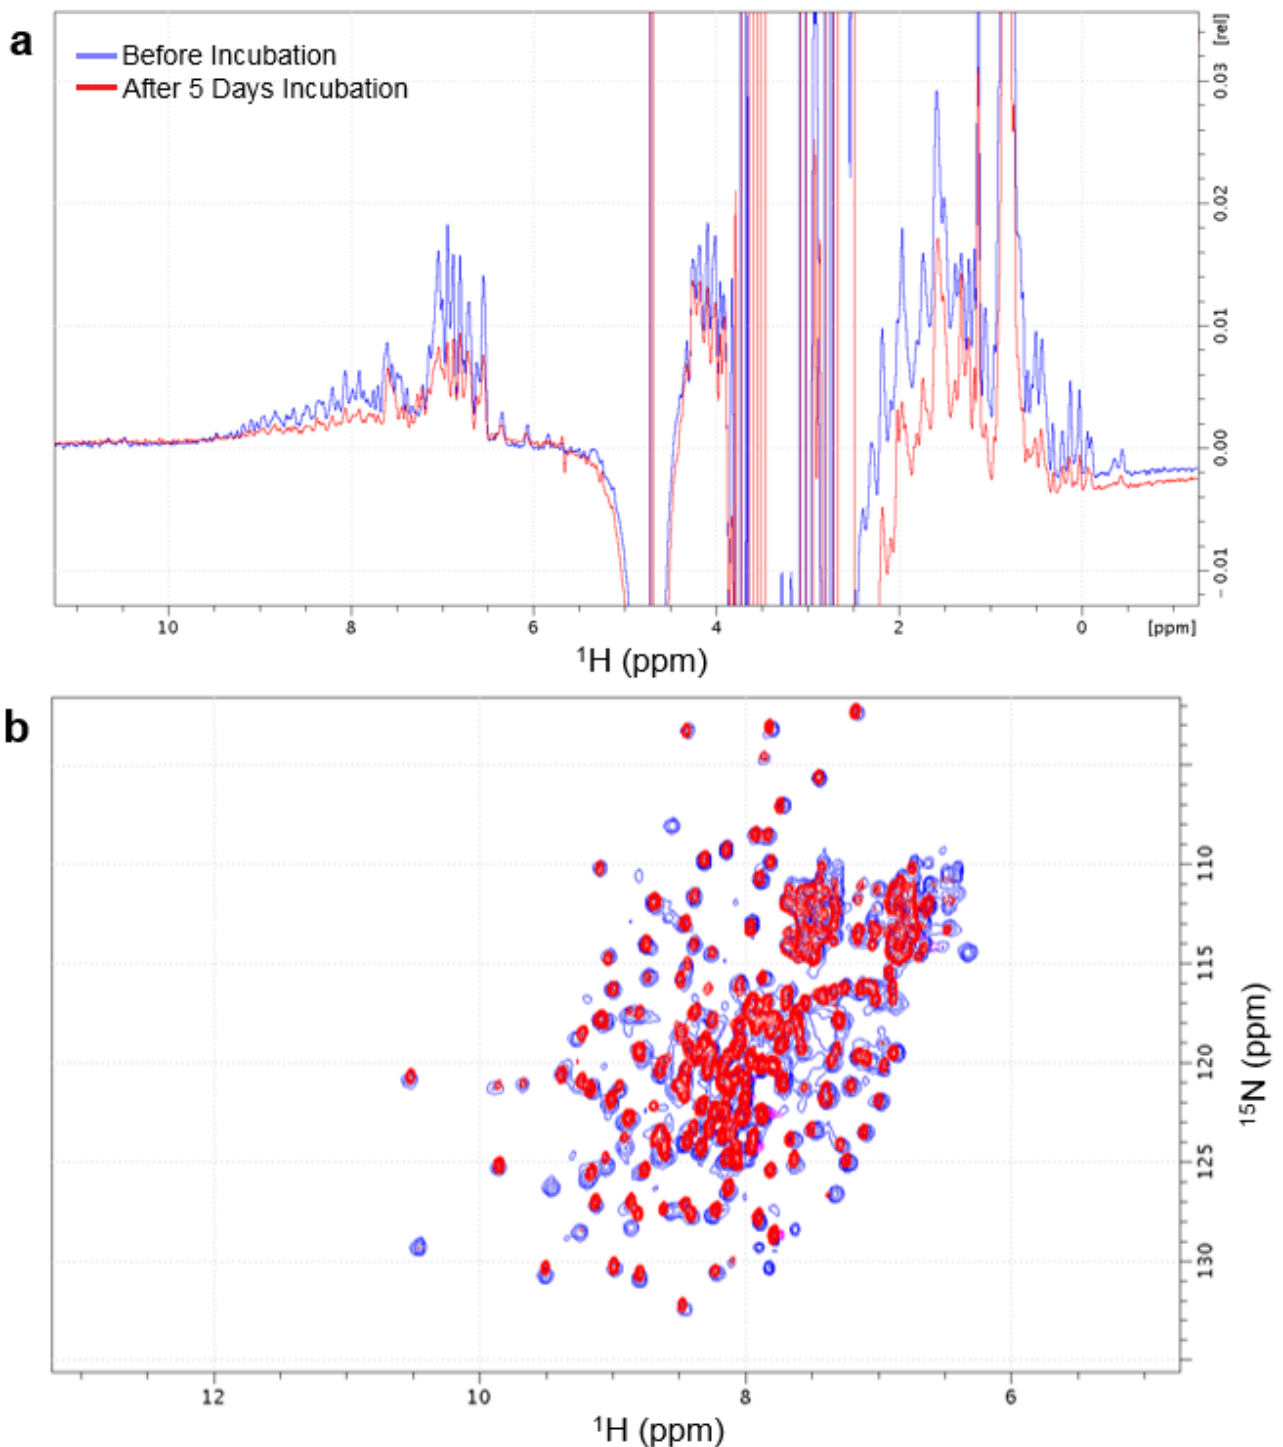 a
Before Incubation
After 5 Days Incubation
[rel]
0.03
0.02
0.01
0.00
-0.01
10 8 6 4 2 0 [ppm]
¹H (ppm)
b
110
115
120
125
130
¹⁵N (ppm)
12 10 8 6
¹H (ppm)